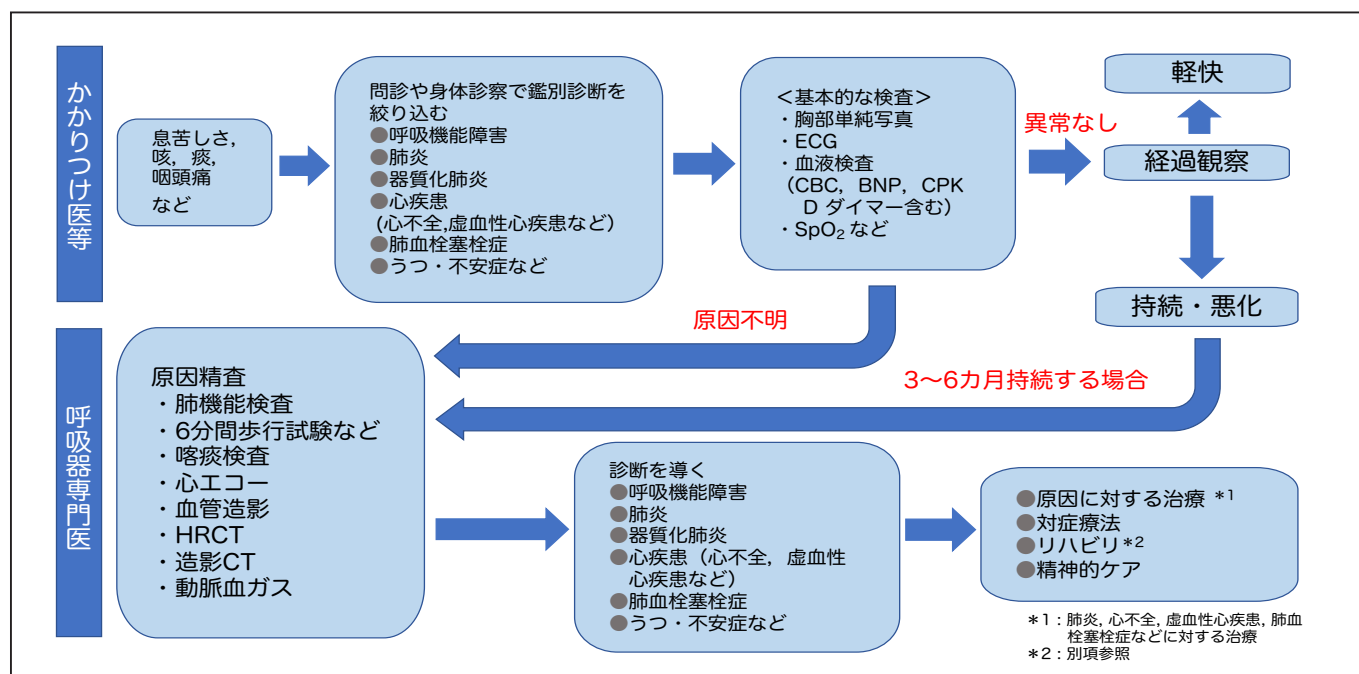 かかりつけ医等
息苦しさ，
咳，痰，
咽頭痛
など
問診や身体診察で鑑別診断を
絞り込む
●呼吸機能障害
●肺炎
●器質化肺炎
●心疾患
(心不全,虚血性心疾患など）
●肺血栓塞栓症
●うつ・不安症など
＜基本的な検査＞
・胸部単純写真
・ECG
・血液検査
（CBC，BNP，CPK
D ダイマー含む）
・SpO₂ など
異常なし
軽快
経過観察
持続・悪化
原因不明
3〜6カ月持続する場合
呼吸器専門医
原因精査
・肺機能検査
・6分間歩行試験など
・喀痰検査
・心エコー
・血管造影
・HRCT
・造影CT
・動脈血ガス
診断を導く
●呼吸機能障害
●肺炎
●器質化肺炎
●心疾患（心不全，虚血性
心疾患など）
●肺血栓塞栓症
●うつ・不安症など
●原因に対する治療 *1
●対症療法
●リハビリ*2
●精神的ケア
＊1：肺炎，心不全，虚血性心疾患，肺血
栓塞栓症などに対する治療
＊2：別項参照